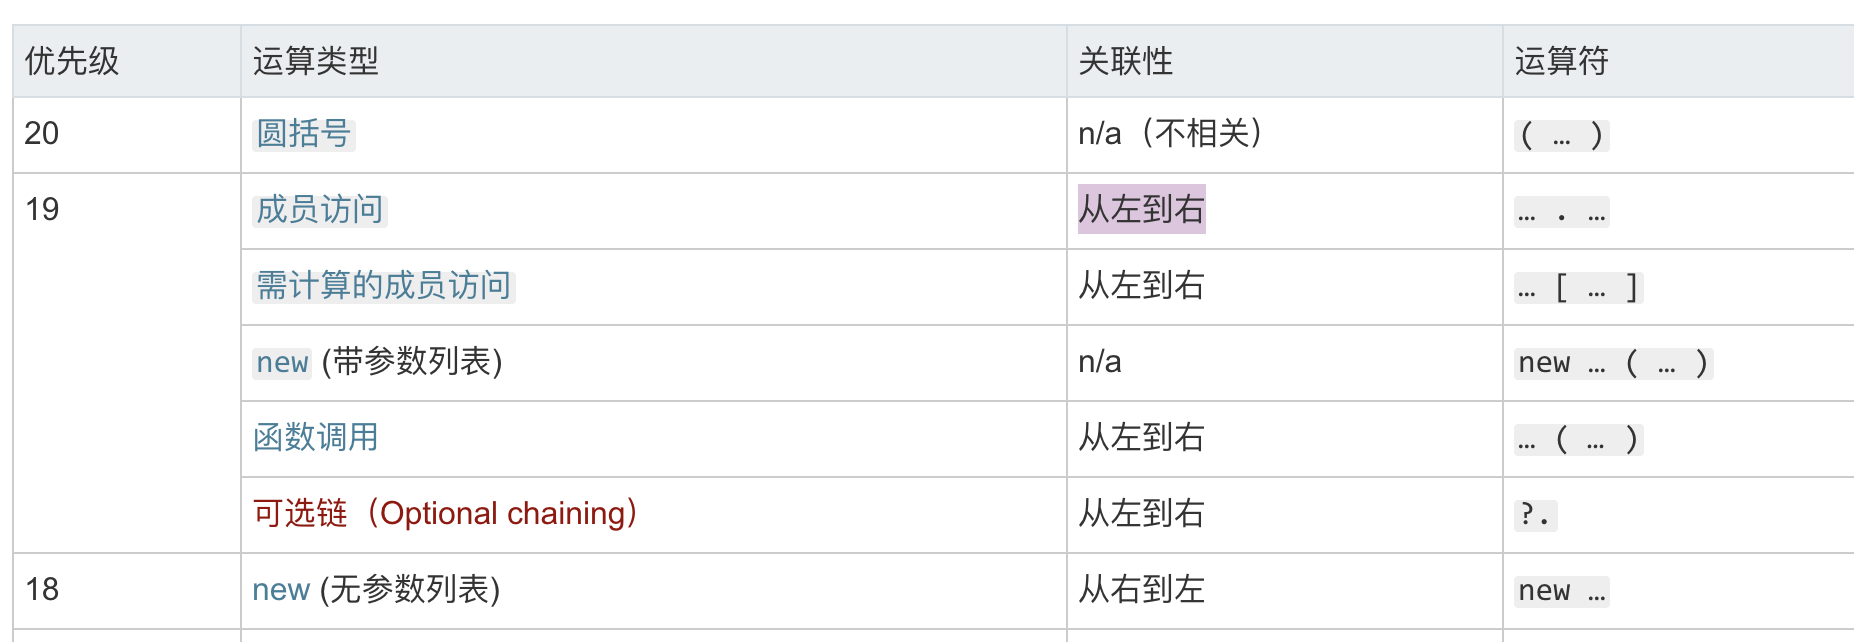 优先级 运算类型 关联性 运算符
20 圆括号 n/a（不相关） ( … )
19 成员访问 从左到右 … . …
需计算的成员访问 从左到右 … [ … ]
new (带参数列表) n/a new … ( … )
函数调用 从左到右 … ( … )
可选链（Optional chaining） 从左到右 ?.
18 new (无参数列表) 从右到左 new …